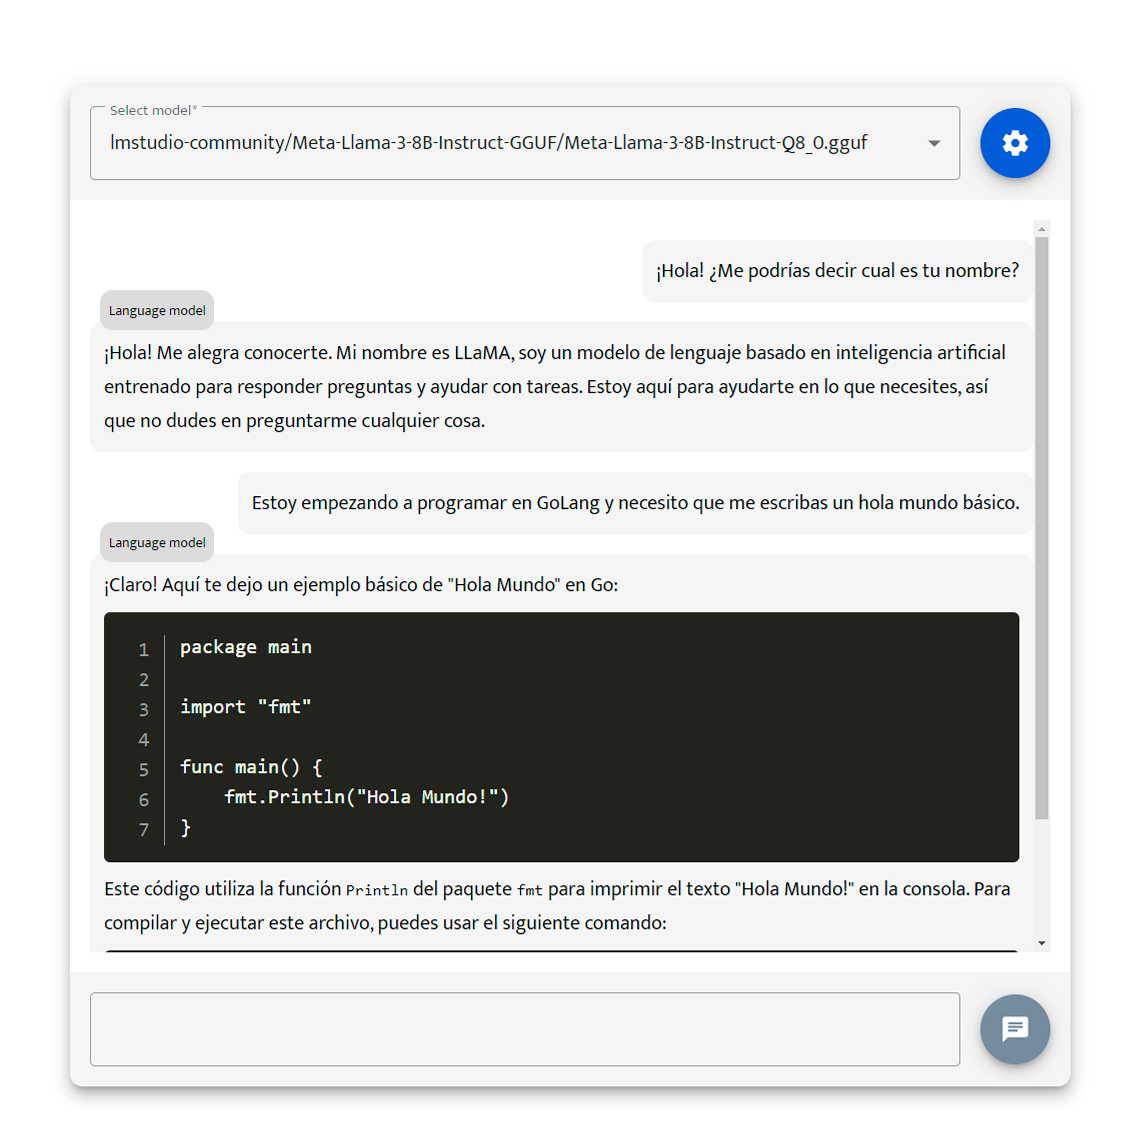 Select model*
lmstudio-community/Meta-Llama-3-8B-Instruct-GGUF/Meta-Llama-3-8B-Instruct-Q8_0.gguf
¡Hola! ¿Me podrías decir cual es tu nombre?
Language model
¡Hola! Me alegra conocerte. Mi nombre es LLaMA, soy un modelo de lenguaje basado en inteligencia artificial
entrenado para responder preguntas y ayudar con tareas. Estoy aquí para ayudarte en lo que necesites, así
que no dudes en preguntarme cualquier cosa.
Estoy empezando a programar en GoLang y necesito que me escribas un hola mundo básico.
Language model
¡Claro! Aquí te dejo un ejemplo básico de "Hola Mundo" en Go:
1 package main
2
3 import "fmt"
4
5 func main() {
6     fmt.Println("Hola Mundo!")
7 }
Este código utiliza la función Println del paquete fmt para imprimir el texto "Hola Mundo!" en la consola. Para
compilar y ejecutar este archivo, puedes usar el siguiente comando: